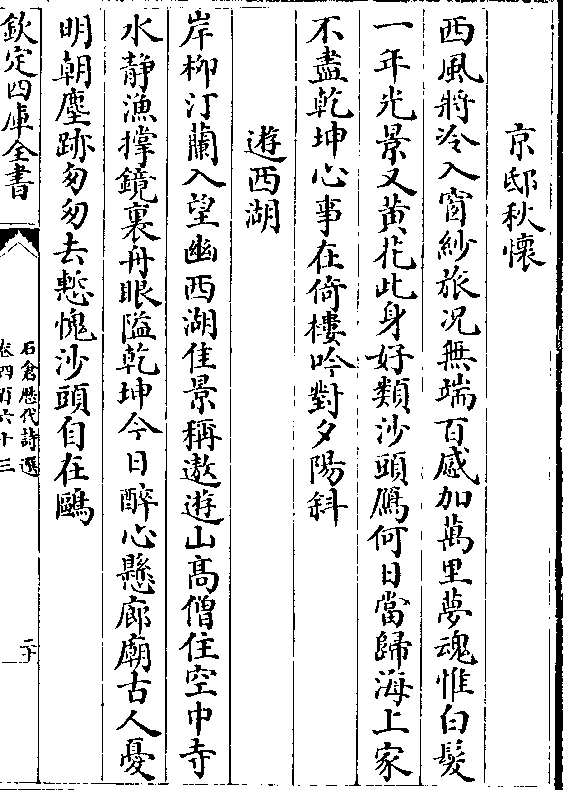 京邸秋懷
西風將冷入窗紗旅況無端百感加萬里夢魂惟白髮
一年光景又黃花此身好類沙頭鴈何日當歸海上家
不盡乾坤心事在倚樓吟對夕陽斜
遊西湖
岸柳汀蘭入望幽西湖佳景稱遨遊山髙僧住空中寺
水静漁撑鏡裏舟眼隘乾坤今日醉心懸廊廟古人憂
明朝塵跡匆匆去慙愧沙頭自在鷗
欽定四庫全書
石倉歷代詩選
卷四百六十三
二十